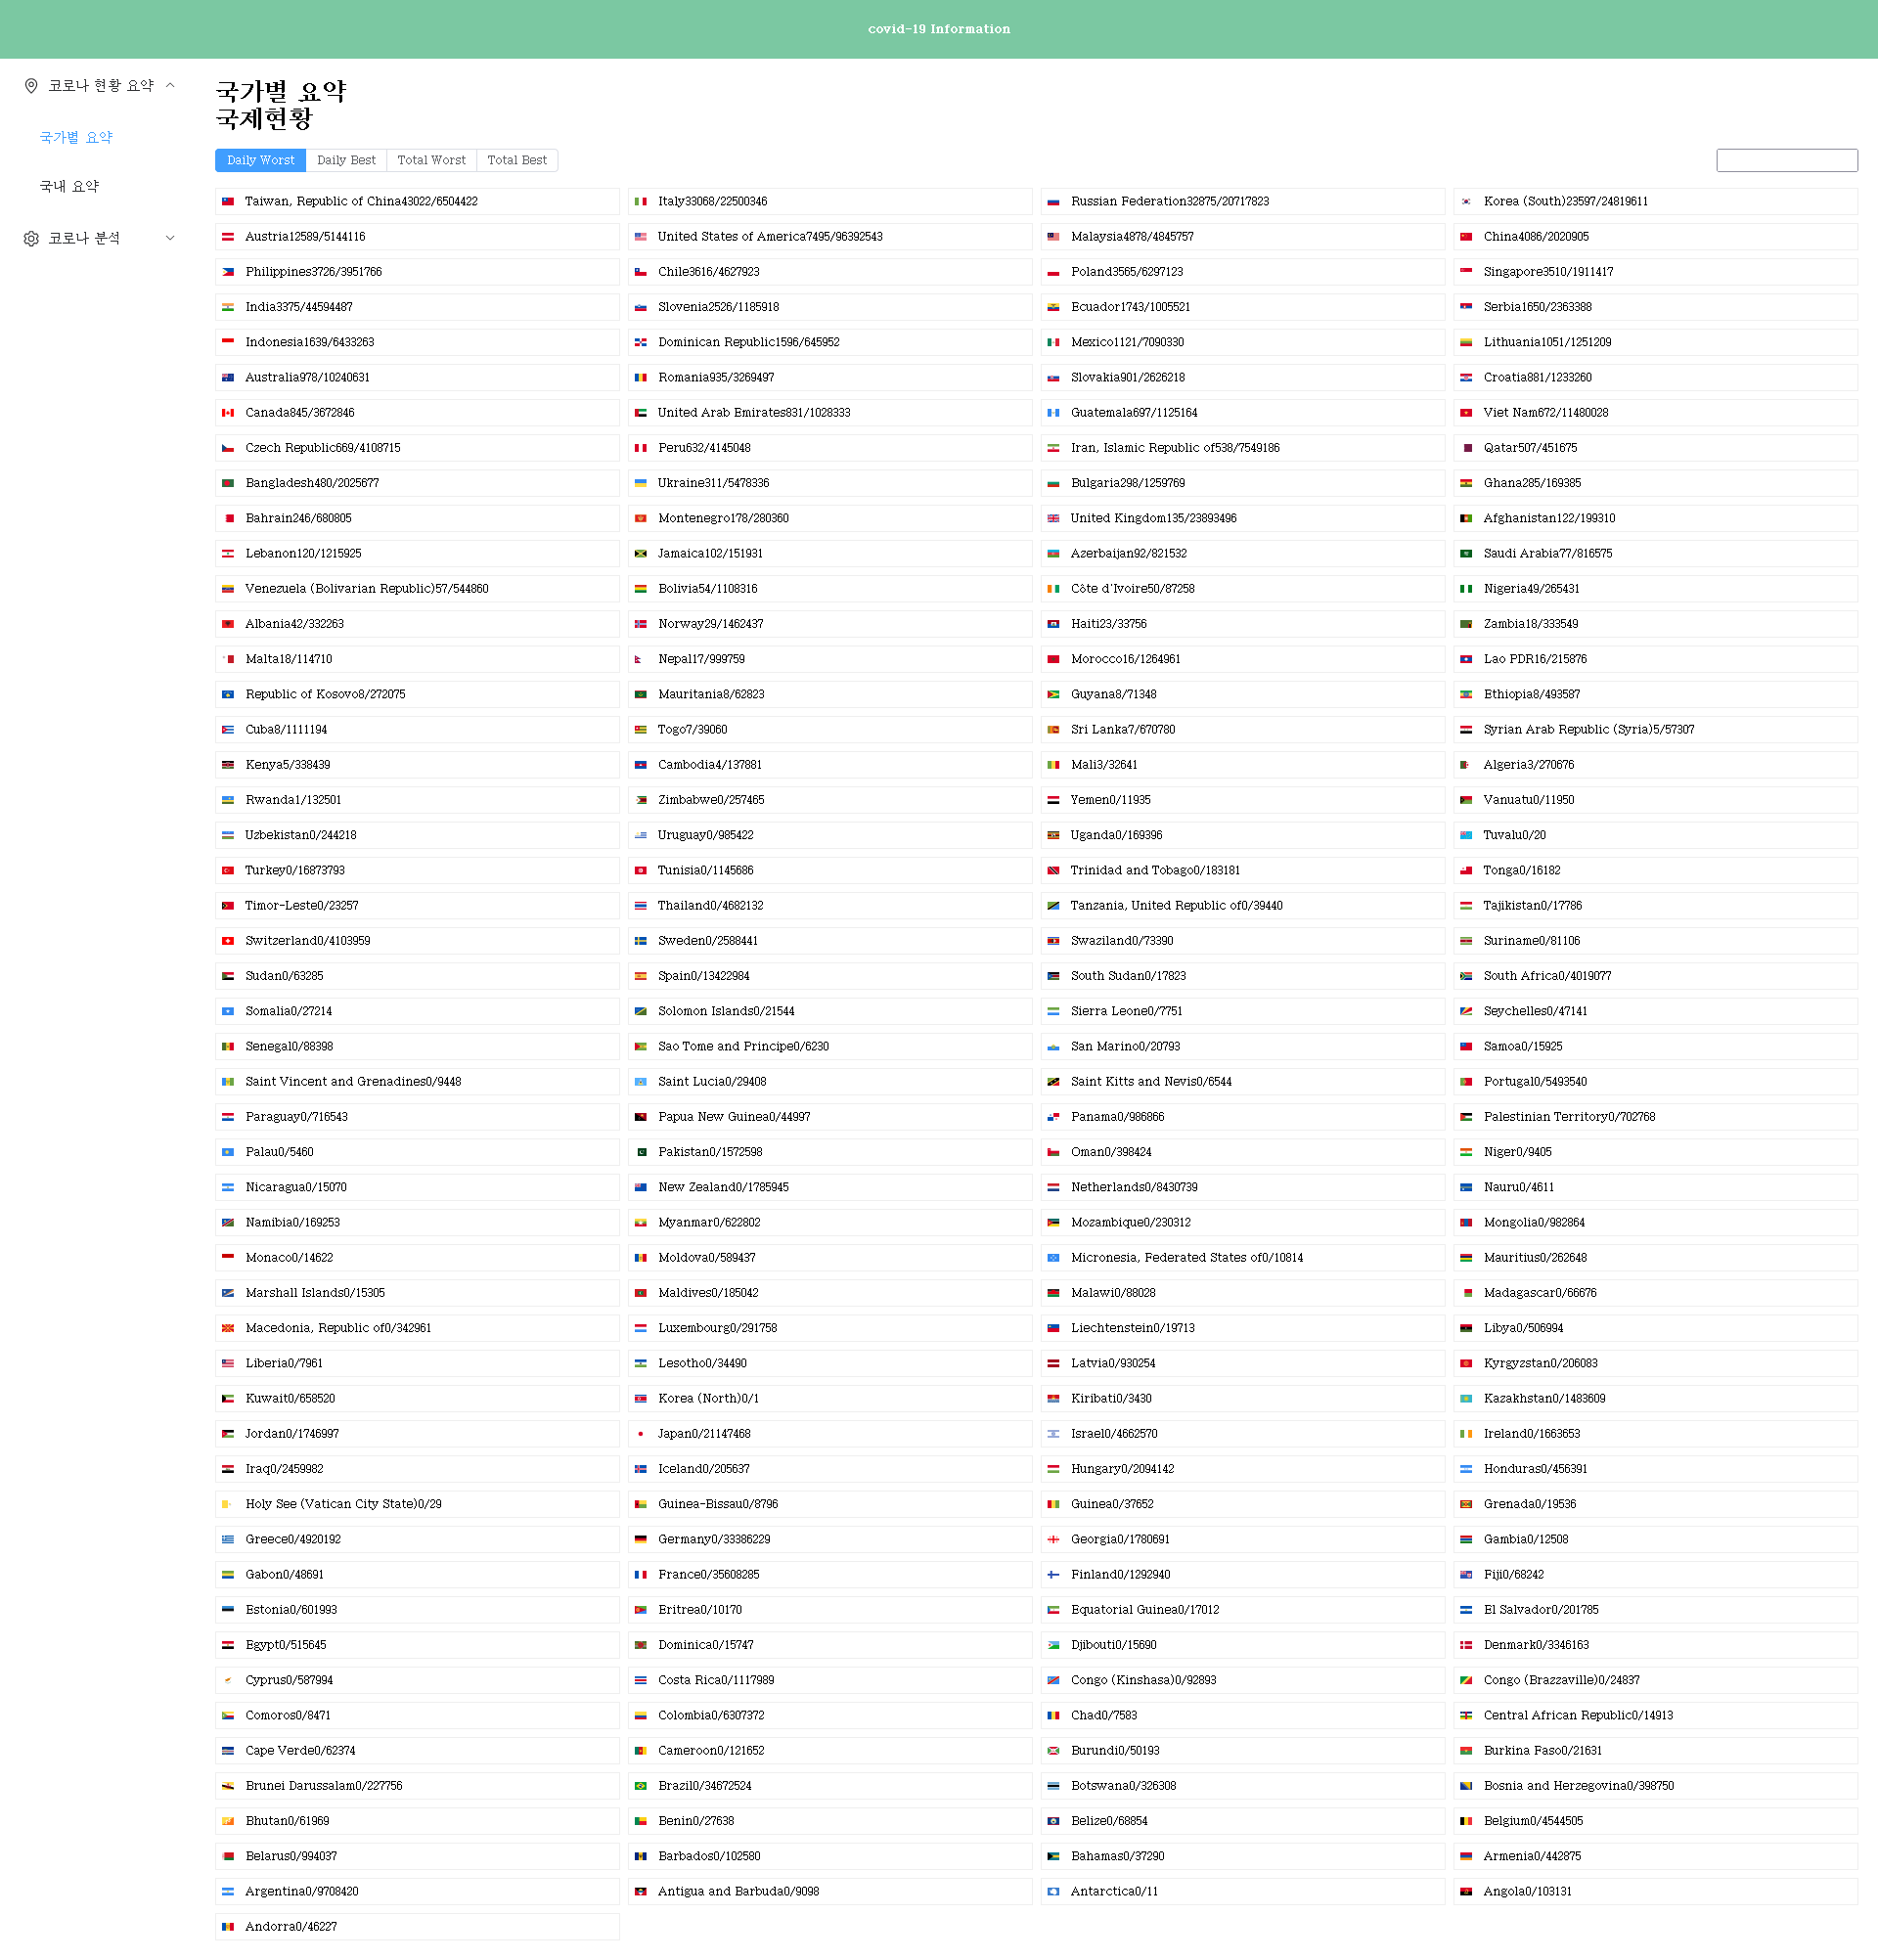 covid-19 Information
코로나 현황 요약
국가별 요약
국내 요약
코로나 분석
국가별 요약
국제현황
Daily Worst Daily Best Total Worst Total Best
Taiwan, Republic of China43022/6504422 Italy33068/22500346 Russian Federation32875/20717823 Korea (South)23597/24819611
Austria12589/5144116 United States of America7495/96392543 Malaysia4878/4845757 China4086/2020905
Philippines3726/3951766 Chile3616/4627923 Poland3565/6297123 Singapore3510/1911417
India3375/44594487 Slovenia2526/1185918 Ecuador1743/1005521 Serbia1650/2363388
Indonesia1639/6433263 Dominican Republic1596/645952 Mexico1121/7090330 Lithuania1051/1251209
Australia978/10240631 Romania935/3269497 Slovakia901/2626218 Croatia881/1233260
Canada845/3672846 United Arab Emirates831/1028333 Guatemala697/1125164 Viet Nam672/11480028
Czech Republic669/4108715 Peru632/4145048 Iran, Islamic Republic of538/7549186 Qatar507/451675
Bangladesh480/2025677 Ukraine311/5478336 Bulgaria298/1259769 Ghana285/169385
Bahrain246/680805 Montenegro178/280360 United Kingdom135/23893496 Afghanistan122/199310
Lebanon120/1215925 Jamaica102/151931 Azerbaijan92/821532 Saudi Arabia77/816575
Venezuela (Bolivarian Republic)57/544860 Bolivia54/1108316 Côte d'Ivoire50/87258 Nigeria49/265431
Albania42/332263 Norway29/1462437 Haiti23/33756 Zambia18/333549
Malta18/114710 Nepal17/999759 Morocco16/1264961 Lao PDR16/215876
Republic of Kosovo8/272075 Mauritania8/62823 Guyana8/71348 Ethiopia8/493587
Cuba8/1111194 Togo7/39060 Sri Lanka7/670780 Syrian Arab Republic (Syria)5/57307
Kenya5/338439 Cambodia4/137881 Mali3/32641 Algeria3/270676
Rwanda1/132501 Zimbabwe0/257465 Yemen0/11935 Vanuatu0/11950
Uzbekistan0/244218 Uruguay0/985422 Uganda0/169396 Tuvalu0/20
Turkey0/16873793 Tunisia0/1145686 Trinidad and Tobago0/183181 Tonga0/16182
Timor-Leste0/23257 Thailand0/4682132 Tanzania, United Republic of0/39440 Tajikistan0/17786
Switzerland0/4103959 Sweden0/2588441 Swaziland0/73390 Suriname0/81106
Sudan0/63285 Spain0/13422984 South Sudan0/17823 South Africa0/4019077
Somalia0/27214 Solomon Islands0/21544 Sierra Leone0/7751 Seychelles0/47141
Senegal0/88398 Sao Tome and Principe0/6230 San Marino0/20793 Samoa0/15925
Saint Vincent and Grenadines0/9448 Saint Lucia0/29408 Saint Kitts and Nevis0/6544 Portugal0/5493540
Paraguay0/716543 Papua New Guinea0/44997 Panama0/986866 Palestinian Territory0/702768
Palau0/5460 Pakistan0/1572598 Oman0/398424 Niger0/9405
Nicaragua0/15070 New Zealand0/1785945 Netherlands0/8430739 Nauru0/4611
Namibia0/169253 Myanmar0/622802 Mozambique0/230312 Mongolia0/982864
Monaco0/14622 Moldova0/589437 Micronesia, Federated States of0/10814 Mauritius0/262648
Marshall Islands0/15305 Maldives0/185042 Malawi0/88028 Madagascar0/66676
Macedonia, Republic of0/342961 Luxembourg0/291758 Liechtenstein0/19713 Libya0/506994
Liberia0/7961 Lesotho0/34490 Latvia0/930254 Kyrgyzstan0/206083
Kuwait0/658520 Korea (North)0/1 Kiribati0/3430 Kazakhstan0/1483609
Jordan0/1746997 Japan0/21147468 Israel0/4662570 Ireland0/1663653
Iraq0/2459982 Iceland0/205637 Hungary0/2094142 Honduras0/456391
Holy See (Vatican City State)0/29 Guinea-Bissau0/8796 Guinea0/37652 Grenada0/19536
Greece0/4920192 Germany0/33386229 Georgia0/1780691 Gambia0/12508
Gabon0/48691 France0/35608285 Finland0/1292940 Fiji0/68242
Estonia0/601993 Eritrea0/10170 Equatorial Guinea0/17012 El Salvador0/201785
Egypt0/515645 Dominica0/15747 Djibouti0/15690 Denmark0/3346163
Cyprus0/587994 Costa Rica0/1117989 Congo (Kinshasa)0/92893 Congo (Brazzaville)0/24837
Comoros0/8471 Colombia0/6307372 Chad0/7583 Central African Republic0/14913
Cape Verde0/62374 Cameroon0/121652 Burundi0/50193 Burkina Faso0/21631
Brunei Darussalam0/227756 Brazil0/34672524 Botswana0/326308 Bosnia and Herzegovina0/398750
Bhutan0/61969 Benin0/27638 Belize0/68854 Belgium0/4544505
Belarus0/994037 Barbados0/102580 Bahamas0/37290 Armenia0/442875
Argentina0/9708420 Antigua and Barbuda0/9098 Antarctica0/11 Angola0/103131
Andorra0/46227